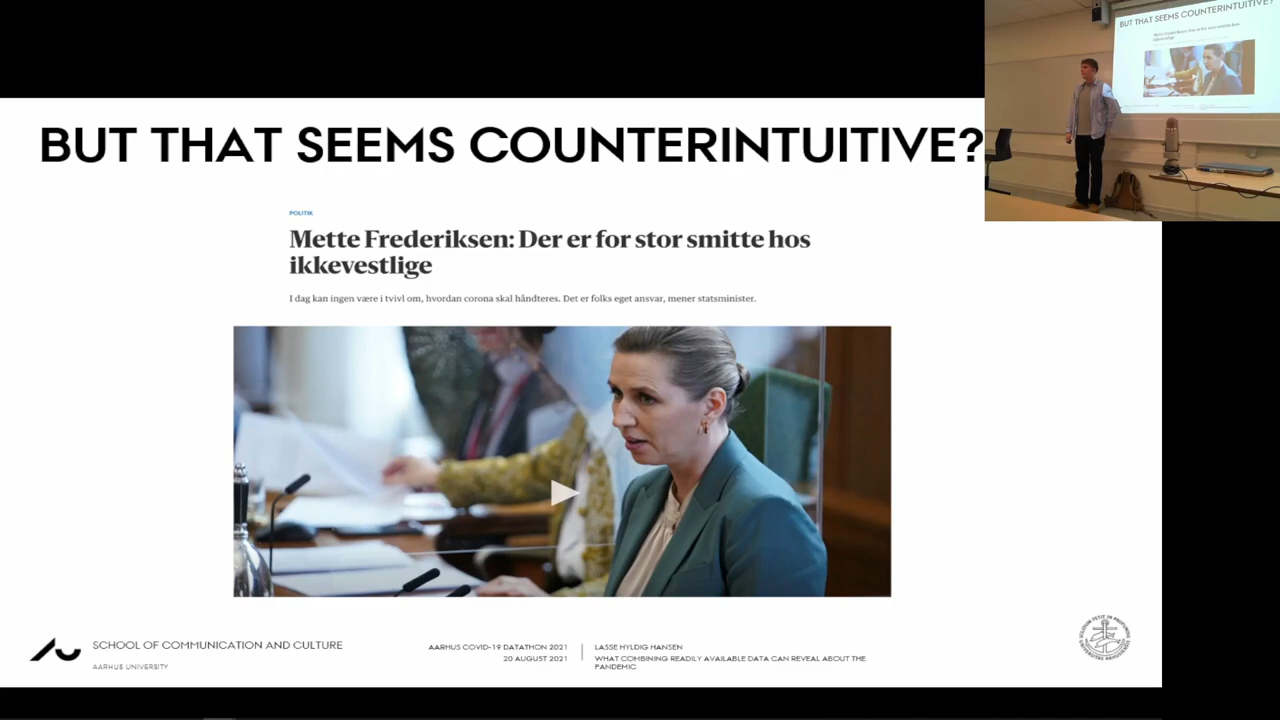 BUT THAT SEEMS COUNTERINTUITIVE?
POLITIK
Mette Frederiksen: Der er for stor smitte hos
ikkevestlige
I dag kan ingen være i tvivl om, hvordan corona skal håndteres. Det er folks eget ansvar, mener statsminister.
SCHOOL OF COMMUNICATION AND CULTURE
AARHUS UNIVERSITY
AARHUS COVID-19 DATATHON 2021
20 AUGUST 2021
LASSE HYLDIG HANSEN
WHAT COMBINING READILY AVAILABLE DATA CAN REVEAL ABOUT THE
PANDEMIC
BUT THAT SEEMS COUNTERINTUITIVE?